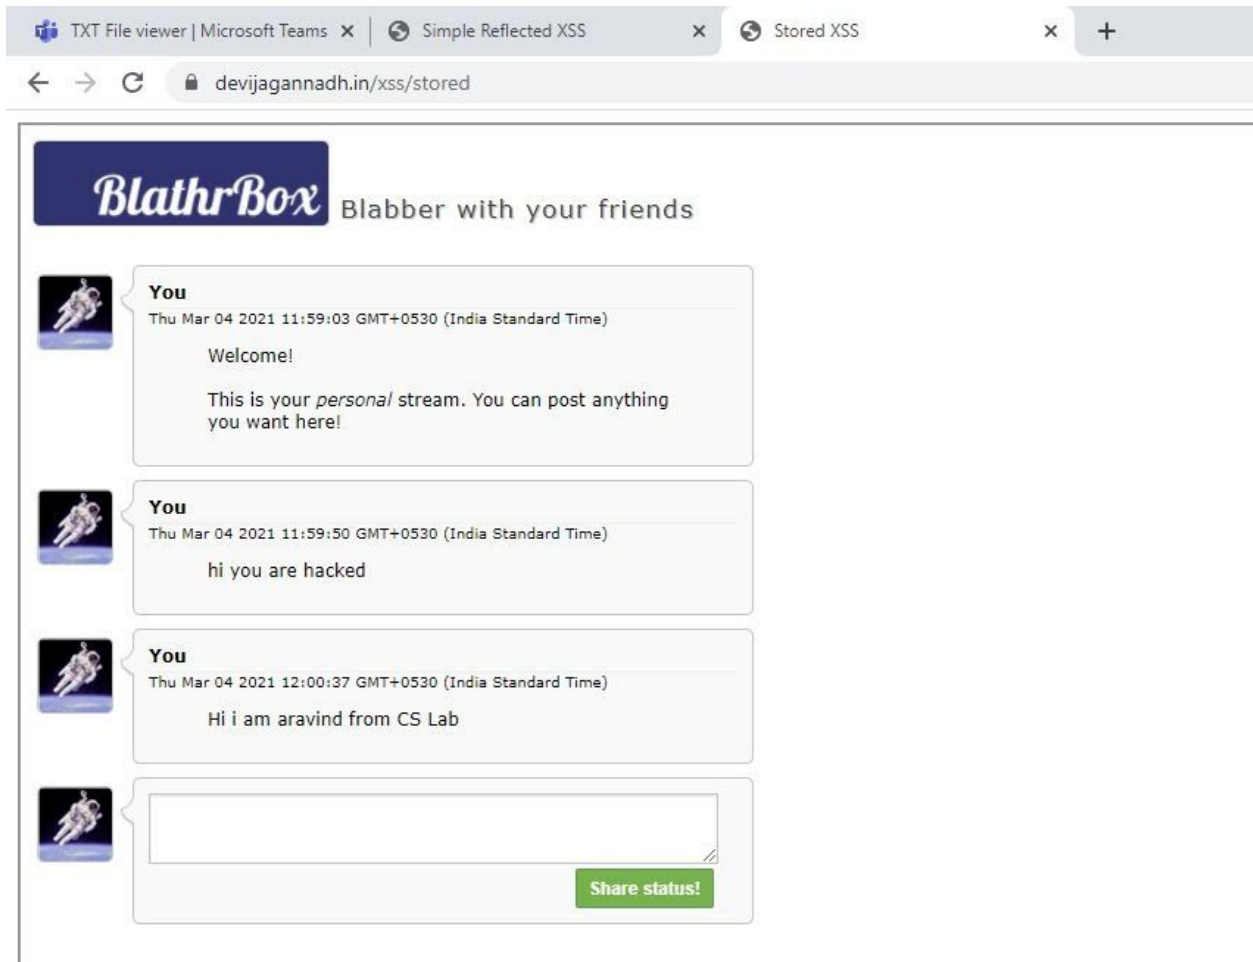 TXT File viewer | Microsoft Teams
Simple Reflected XSS
Stored XSS
devijagannadh.in/xss/stored
BlathrBox Blabber with your friends
You
Thu Mar 04 2021 11:59:03 GMT+0530 (India Standard Time)
Welcome!
This is your personal stream. You can post anything
you want here!
You
Thu Mar 04 2021 11:59:50 GMT+0530 (India Standard Time)
hi you are hacked
You
Thu Mar 04 2021 12:00:37 GMT+0530 (India Standard Time)
Hi i am aravind from CS Lab
Share status!